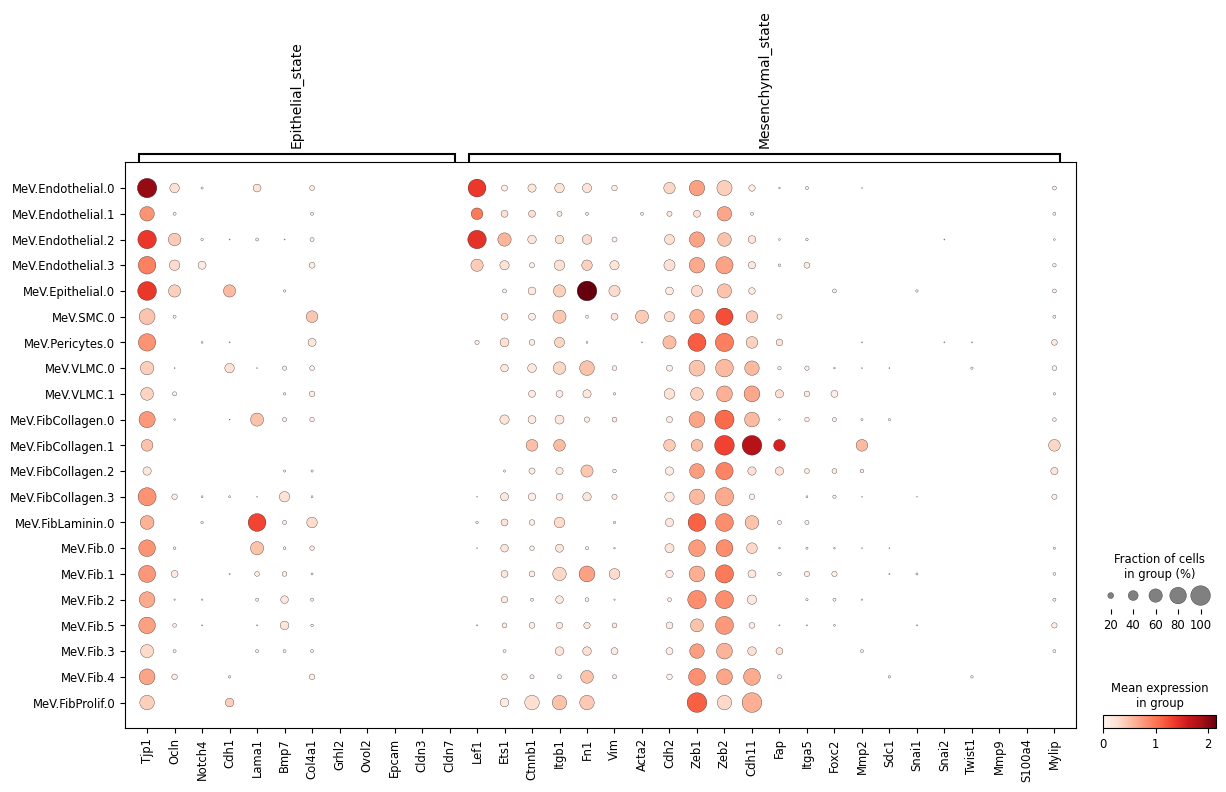 Epithelial_state
Mesenchymal_state
MeV.Endothelial.0
MeV.Endothelial.1
MeV.Endothelial.2
MeV.Endothelial.3
MeV.Epithelial.0
MeV.SMC.0
MeV.Pericytes.0
MeV.VLMC.0
MeV.VLMC.1
MeV.FibCollagen.0
MeV.FibCollagen.1
MeV.FibCollagen.2
MeV.FibCollagen.3
MeV.FibLaminin.0
MeV.Fib.0
MeV.Fib.1
MeV.Fib.2
MeV.Fib.5
MeV.Fib.3
MeV.Fib.4
MeV.FibProlif.0
Tjp1
Ocln
Notch4
Cdh1
Lama1
Bmp7
Col4a1
Grhl2
Ovol2
Epcam
Cldn3
Cldn7
Lef1
Ets1
Ctnnb1
Itgb1
Fn1
Vim
Acta2
Cdh2
Zeb1
Zeb2
Cdh11
Fap
Itga5
Foxc2
Mmp2
Sdc1
Snai1
Snai2
Twist1
Mmp9
S100a4
Mylip
Fraction of cells
in group (%)
20 40 60 80 100
Mean expression
in group
0 1 2